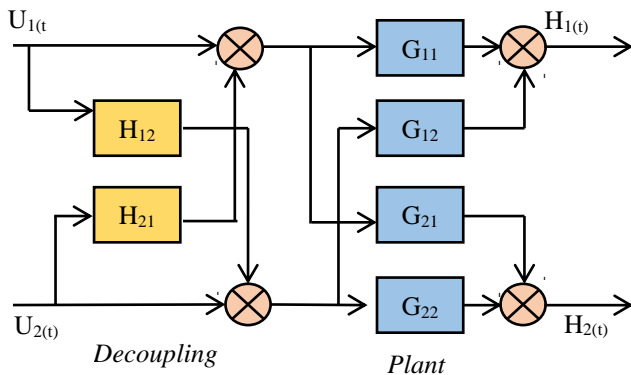 U1(t
H1(t)
G11
H12
G12
H21
G21
G22
U2(t)
H2(t)
Decoupling
Plant